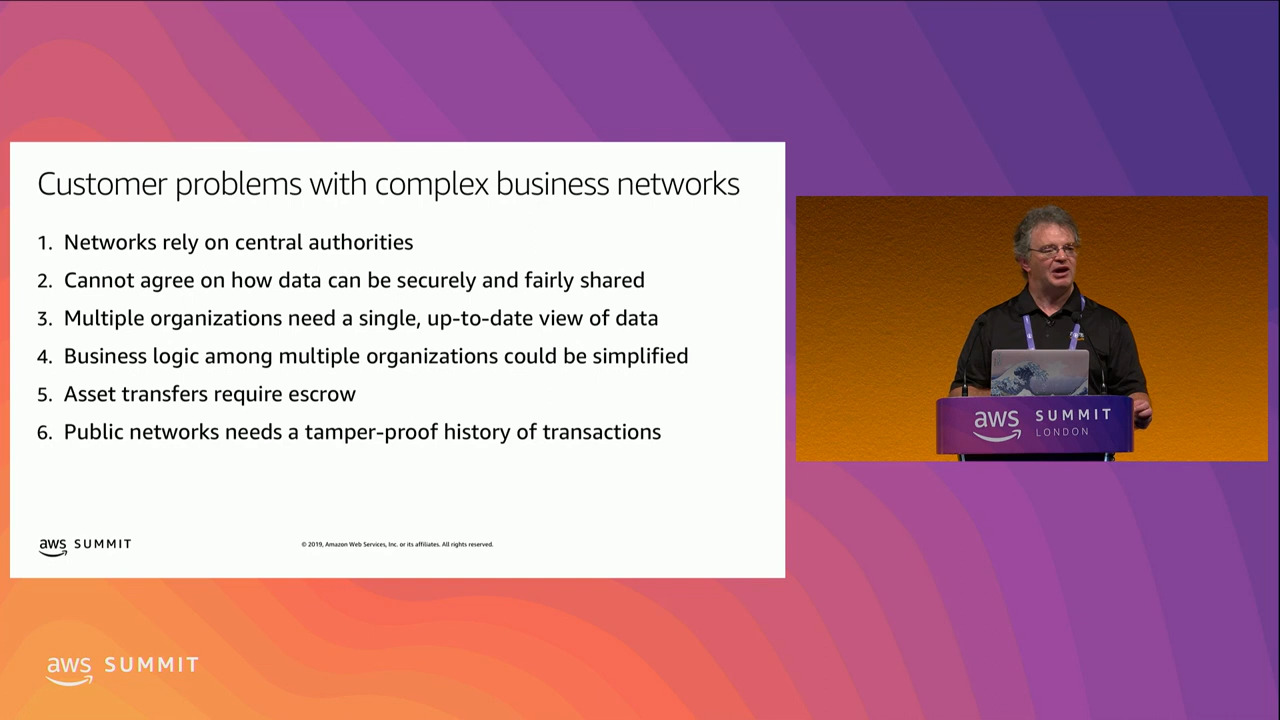 Customer problems with complex business networks
1. Networks rely on central authorities
2. Cannot agree on how data can be securely and fairly shared
3. Multiple organizations need a single, up-to-date view of data
4. Business logic among multiple organizations could be simplified
5. Asset transfers require escrow
6. Public networks needs a tamper-proof history of transactions
aws SUMMIT
© 2019, Amazon Web Services, Inc. or its affiliates. All rights reserved.
aws SUMMIT
LONDON
aws SUMMIT